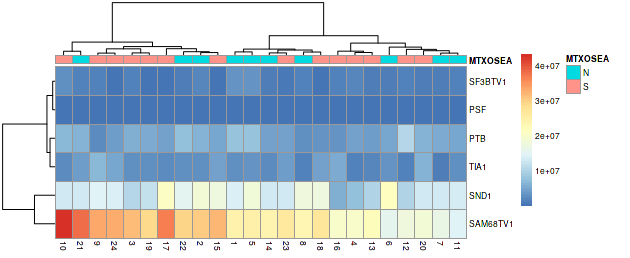 MTXOSEA
SF3BTV1
PSF
PTB
TIA1
SND1
SAM68TV1
10 21 9 24 3 19 17 22 2 15 1 5 14 23 8 18 16 4 13 6 12 20 7 11
4e+07
3e+07
2e+07
1e+07
MTXOSEA
N
S